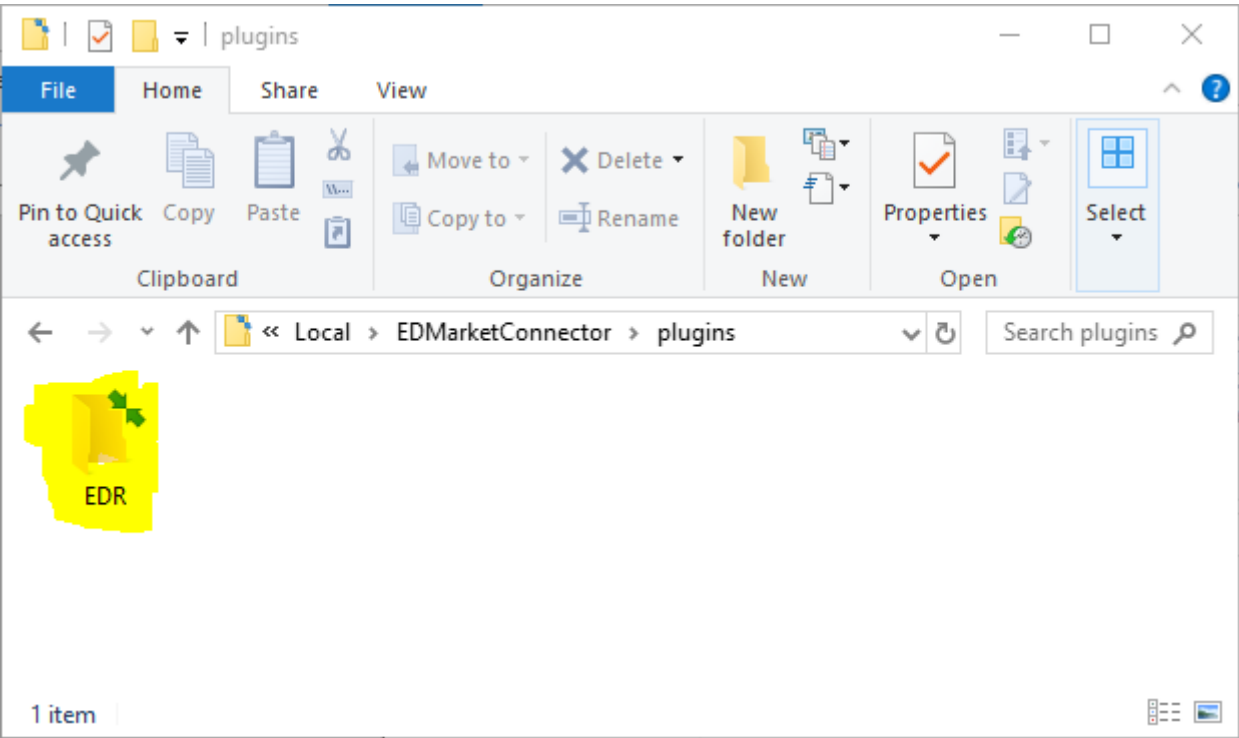 plugins
File Home Share View
Pin to Quick access
Copy
Paste
Move to
Copy to
Delete
Rename
New folder
Properties
Select
Clipboard Organize New Open
« Local > EDMarketConnector > plugins
Search plugins
EDR
1 item